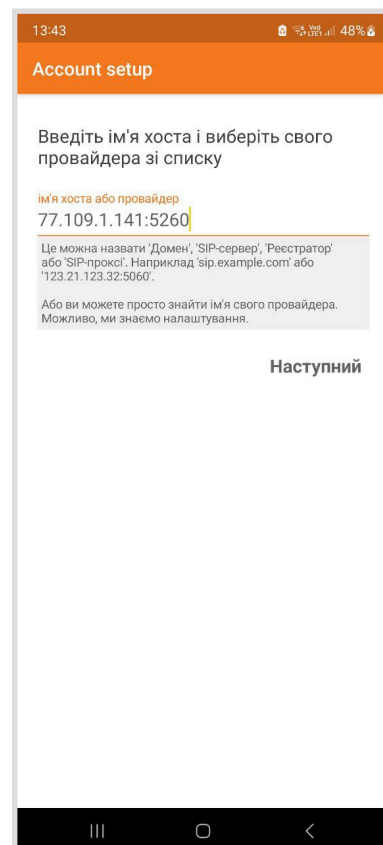 13:43
48%
Account setup
Введіть ім'я хоста і виберіть свого
провайдера зі списку
ім'я хоста або провайдер
77.109.1.141:5260
Це можна назвати 'Домен', 'SIP-сервер', 'Реєстратор'
або 'SIP-проксі'. Наприклад 'sip.example.com' або
'123.21.123.32:5060'.
Або ви можете просто знайти ім'я свого провайдера.
Можливо, ми знаємо налаштування.
Наступний